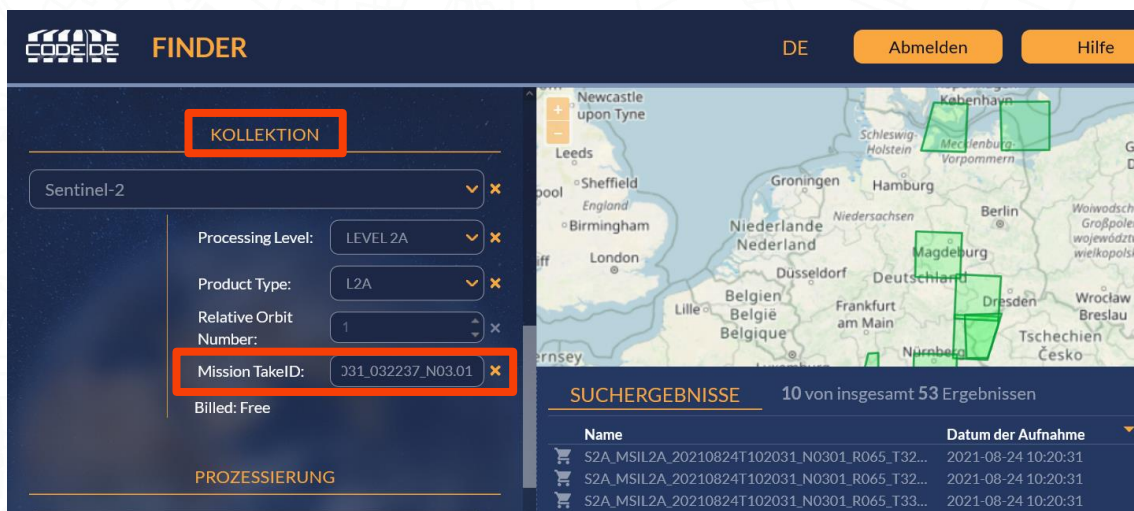 CODE DE FINDER DE Abmelden Hilfe
KOLLEKTION
Sentinel-2
Processing Level: LEVEL 2A
Product Type: L2A
Relative Orbit
Number: 1
Mission TakeID: 031_032237_N03.01
Billed: Free
PROZESSIERUNG
+
−
Newcastle
upon Tyne
Leeds
Sheffield
pool
England
Birmingham
London
Groningen
Niederlande
Nederland
Düsseldorf
Lille
Belgien
België
Belgique
København
Schleswig-
Holstein
Mecklenburg-
Vorpommern
Hamburg
Niedersachsen
Berlin
Magdeburg
Deutschland
Frankfurt
am Main
Dresden
Nürnberg
Tschechien
Česko
Wrocław
Breslau
SUCHERGEBNISSE 10 von insgesamt 53 Ergebnissen
Name Datum der Aufnahme
S2A_MSIL2A_20210824T102031_N0301_R065_T32... 2021-08-24 10:20:31
S2A_MSIL2A_20210824T102031_N0301_R065_T32... 2021-08-24 10:20:31
S2A_MSIL2A_20210824T102031_N0301_R065_T33... 2021-08-24 10:20:31